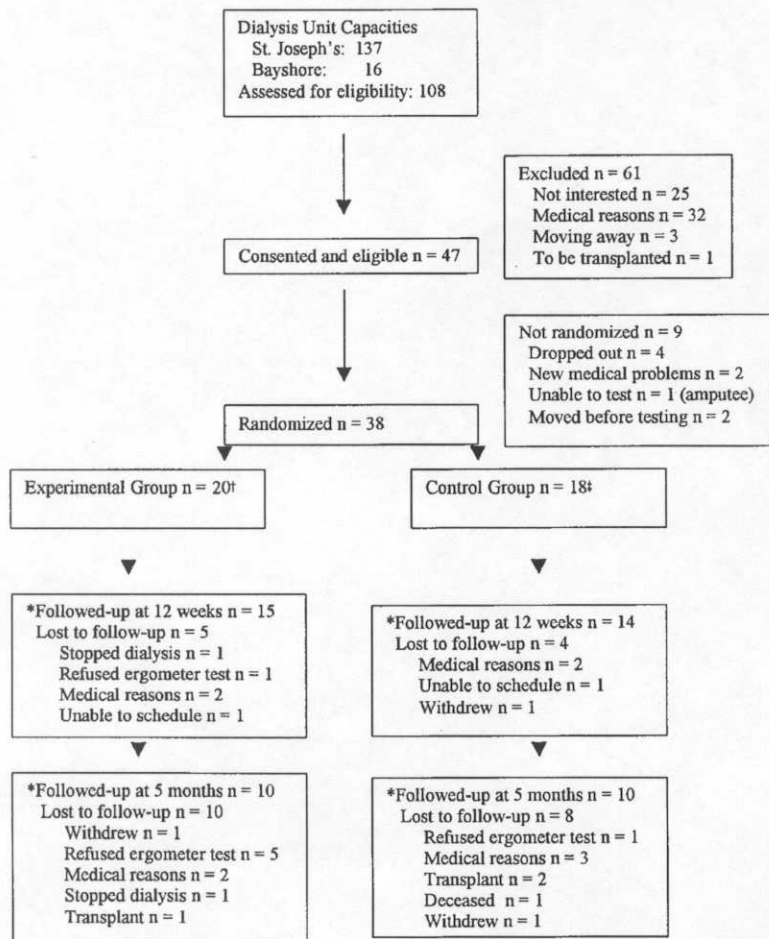 Dialysis Unit Capacities
St. Joseph's: 137
Bayshore: 16
Assessed for eligibility: 108
Excluded n = 61
Not interested n = 25
Medical reasons n = 32
Moving away n = 3
To be transplanted n = 1
Consented and eligible n = 47
Not randomized n = 9
Dropped out n = 4
New medical problems n = 2
Unable to test n = 1 (amputee)
Moved before testing n = 2
Randomized n = 38
Experimental Group n = 20†
Control Group n = 18‡
*Followed-up at 12 weeks n = 15
Lost to follow-up n = 5
Stopped dialysis n = 1
Refused ergometer test n = 1
Medical reasons n = 2
Unable to schedule n = 1
*Followed-up at 12 weeks n = 14
Lost to follow-up n = 4
Medical reasons n = 2
Unable to schedule n = 1
Withdrew n = 1
*Followed-up at 5 months n = 10
Lost to follow-up n = 10
Withdrew n = 1
Refused ergometer test n = 5
Medical reasons n = 2
Stopped dialysis n = 1
Transplant n = 1
*Followed-up at 5 months n = 10
Lost to follow-up n = 8
Refused ergometer test n = 1
Medical reasons n = 3
Transplant n = 2
Deceased n = 1
Withdrew n = 1